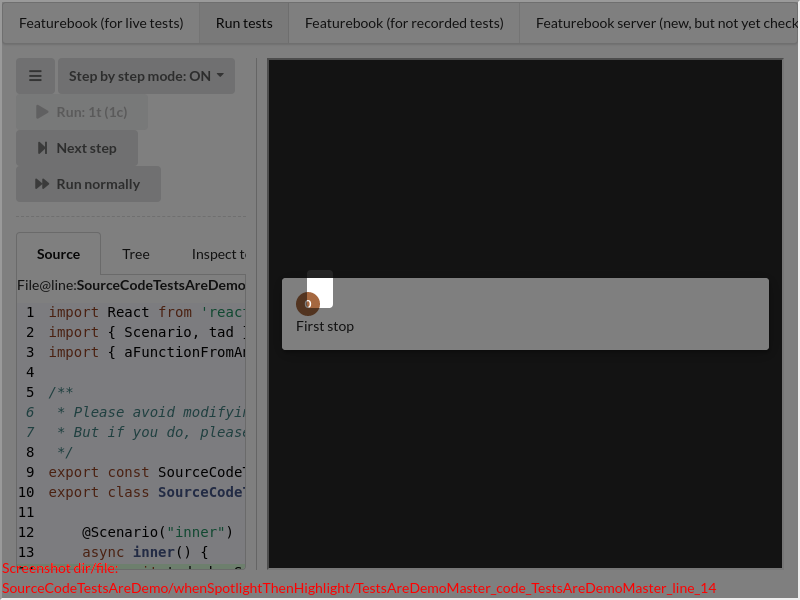 Featurebook (for live tests) Run tests Featurebook (for recorded tests) Featurebook server (new, but not yet check
Step by step mode: ON
Run: 1t (1c)
Next step
Run normally
Source Tree Inspect te
File@line:SourceCodeTestsAreDemo
1 import React from 'reac
2 import { Scenario, tad }
3 import { aFunctionFromAn
4
5 /**
6 * Please avoid modifyin
7 * But if you do, please
8 */
9 export const SourceCodeT
10 export class SourceCodeT
11
12 @Scenario("inner")
13 async inner() {
0
First stop
Screenshot dir/file:
SourceCodeTestsAreDemo/whenSpotlightThenHighlight/TestsAreDemoMaster_code_TestsAreDemoMaster_line_14